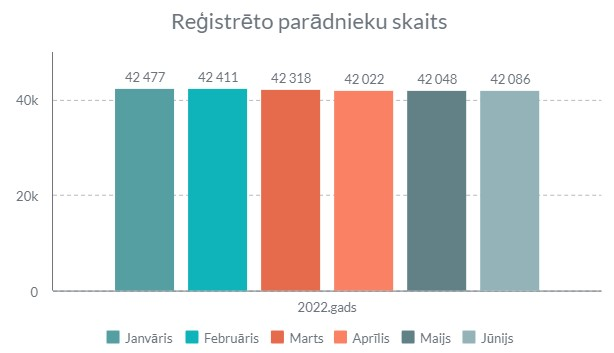 Reģistrēto parādnieku skaits
42 477 42 411 42 318 42 022 42 048 42 086
40k
20k
0
2022.gads
Janvāris Februāris Marts Aprīlis Maijs Jūnijs